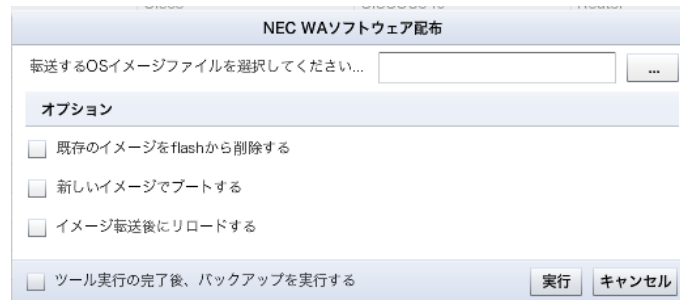 NEC WAソフトウェア配布
転送するOSイメージファイルを選択してください...
...
オプション
既存のイメージをflashから削除する
新しいイメージでブートする
イメージ転送後にリロードする
ツール実行の完了後、バックアップを実行する
実行 キャンセル